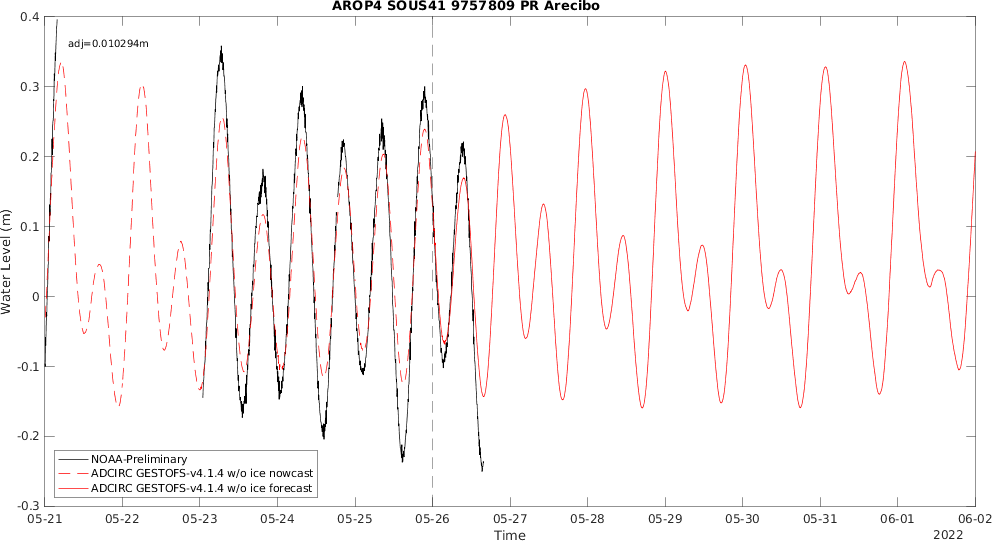 AROP4 SOUS41 9757809 PR Arecibo
adj=0.010294m
Water Level (m)
0.4
0.3
0.2
0.1
0
-0.1
-0.2
-0.3
NOAA-Preliminary
ADCIRC GESTOFS-v4.1.4 w/o ice nowcast
ADCIRC GESTOFS-v4.1.4 w/o ice forecast
05-21 05-22 05-23 05-24 05-25 05-26 05-27 05-28 05-29 05-30 05-31 06-01 06-02
Time
2022